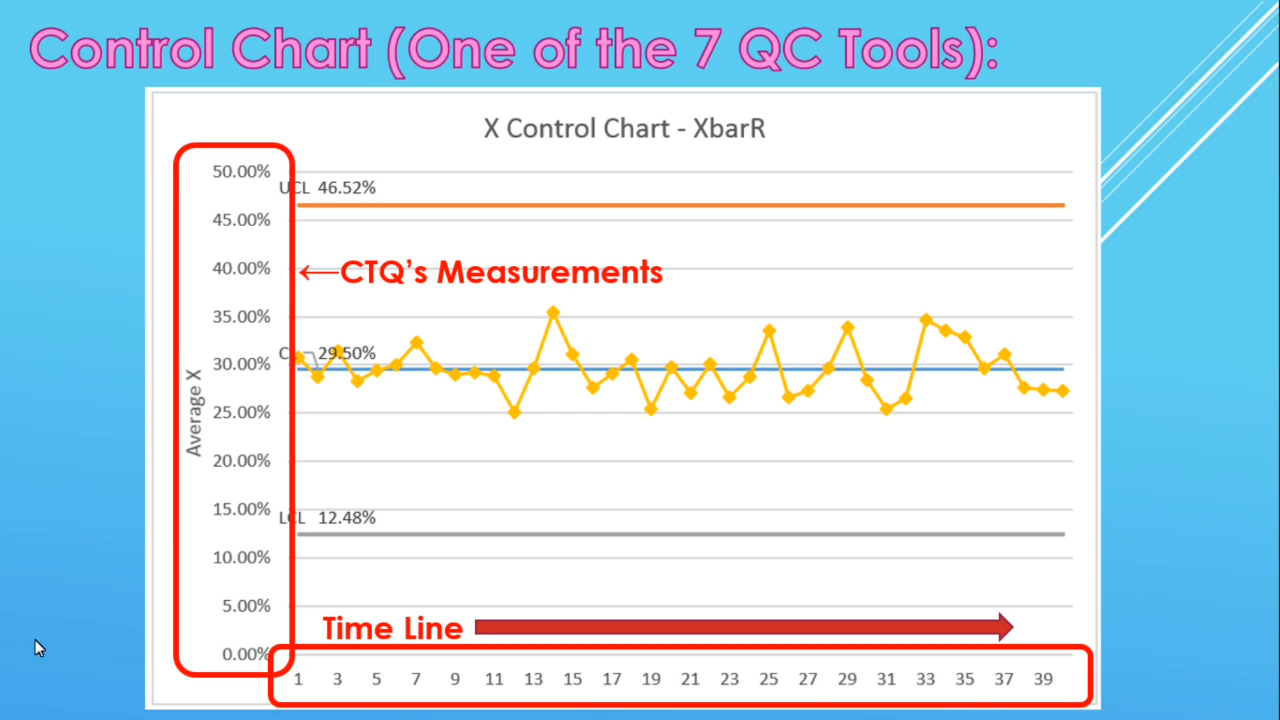 Control Chart (One of the 7 QC Tools):
X Control Chart - XbarR
50.00%
UCL 46.52%
45.00%
40.00%
←CTQ's Measurements
35.00%
CL 29.50%
30.00%
Average X
25.00%
20.00%
15.00%
LCL 12.48%
10.00%
5.00%
Time Line
0.00%
1 3 5 7 9 11 13 15 17 19 21 23 25 27 29 31 33 35 37 39